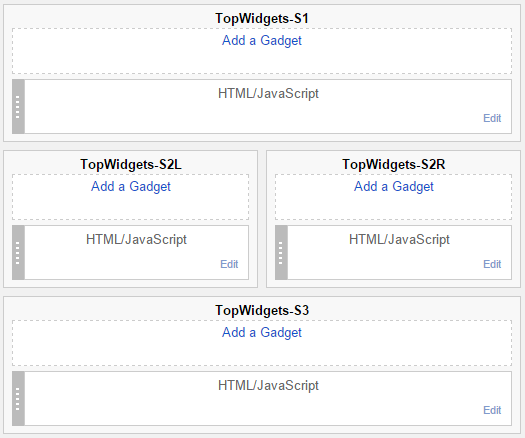 TopWidgets-S1
Add a Gadget
HTML/JavaScript
Edit
TopWidgets-S2L
Add a Gadget
HTML/JavaScript
Edit
TopWidgets-S2R
Add a Gadget
HTML/JavaScript
Edit
TopWidgets-S3
Add a Gadget
HTML/JavaScript
Edit